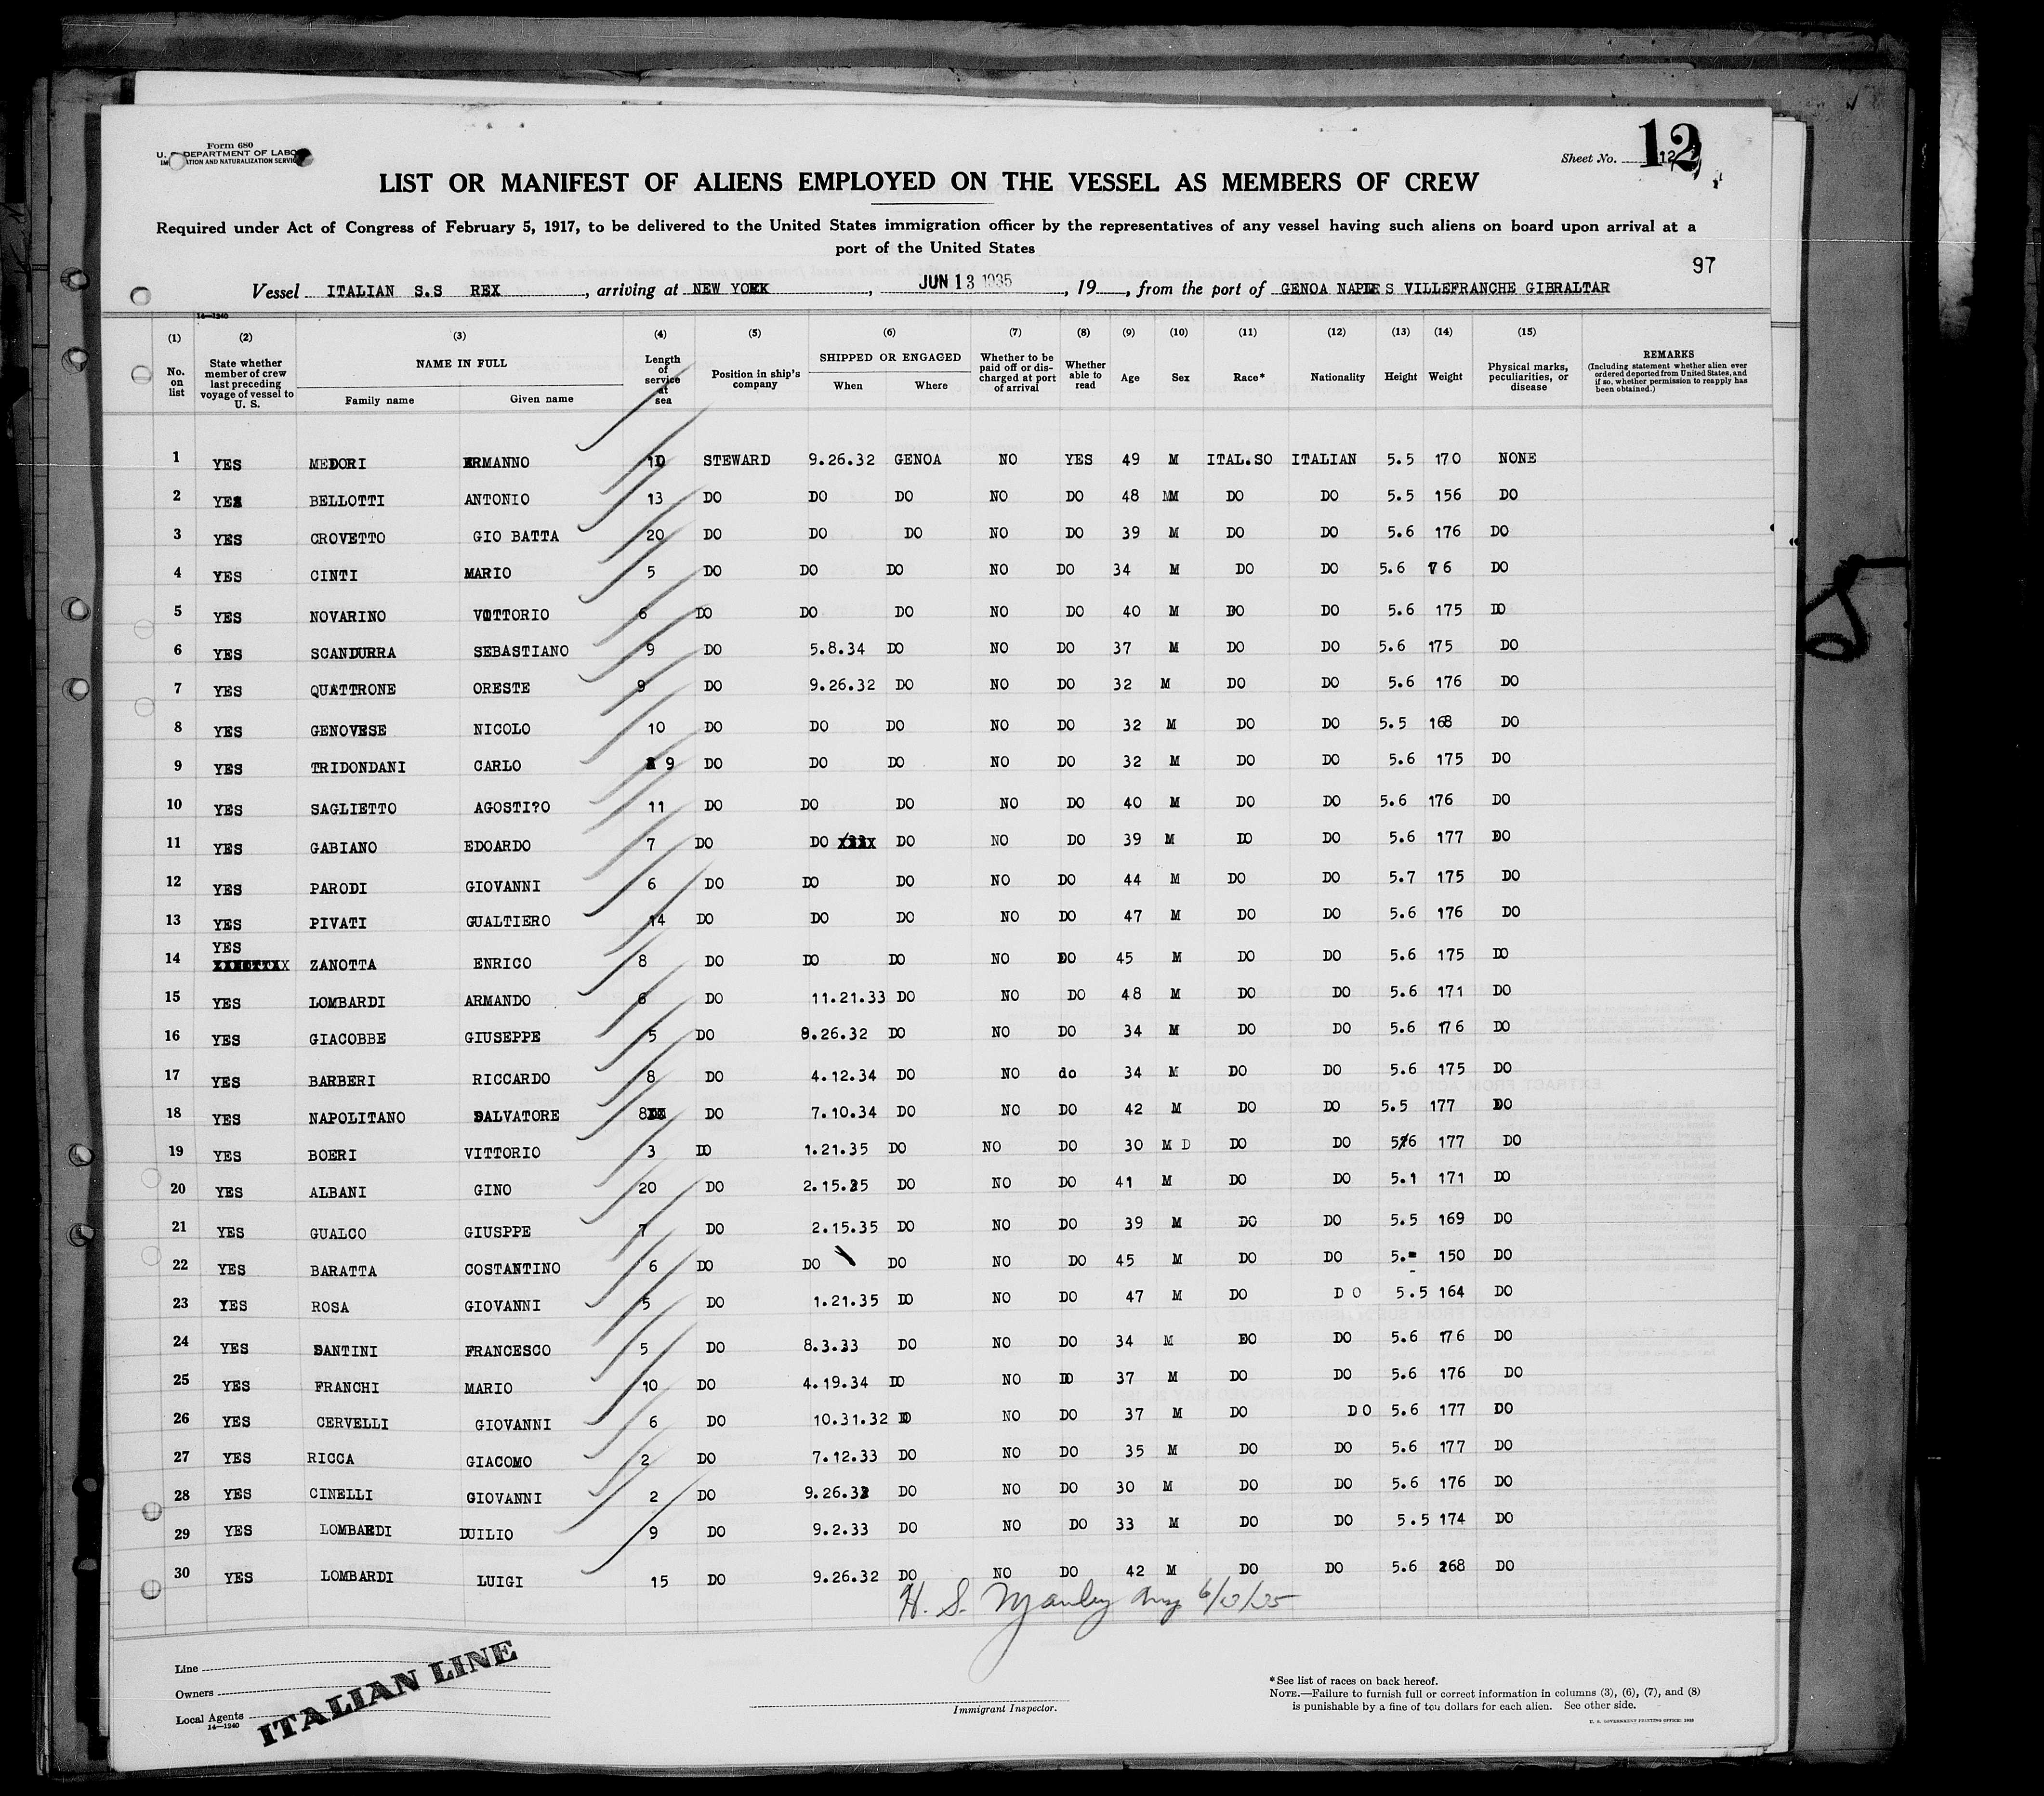 Form 680
U. S. DEPARTMENT OF LABOR
IMMIGRATION AND NATURALIZATION SERVICE
Sheet No. 12
12
LIST OR MANIFEST OF ALIENS EMPLOYED ON THE VESSEL AS MEMBERS OF CREW
Required under Act of Congress of February 5, 1917, to be delivered to the United States immigration officer by the representatives of any vessel having such aliens on board upon arrival at a
port of the United States
97
Vessel ITALIAN S.S REX, arriving at NEW YORK, JUN 13 1935, 19, from the port of GENOA NAPLES VILLEFRANCHE GIBRALTAR
14—1240
(1) (2) (3) (4) (5) (6) (7) (8) (9) (10) (11) (12) (13) (14) (15)
No. on list
State whether member of crew last preceding voyage of vessel to U. S.
NAME IN FULL
Family name
Given name
Length of service at sea
Position in ship's company
SHIPPED OR ENGAGED
When
Where
Whether to be paid off or discharged at port of arrival
Whether able to read
Age
Sex
Race*
Nationality
Height
Weight
Physical marks, peculiarities, or disease
REMARKS
(Including statement whether alien ever ordered deported from United States, and if so, whether permission to reapply has been obtained.)
1 YES MEDORI ERMANNO 10 STEWARD 9.26.32 GENOA NO YES 49 M ITAL.SO ITALIAN 5.5 170 NONE
2 YES BELLOTTI ANTONIO 13 DO DO DO NO DO 48 M DO DO 5.5 156 DO
3 YES CROVETTO GIO BATTA 20 DO DO DO NO DO 39 M DO DO 5.6 176 DO
4 YES CINTI MARIO 5 DO DO DO NO DO 34 M DO DO 5.6 176 DO
5 YES NOVARINO VITTORIO 6 DO DO DO NO DO 40 M DO DO 5.6 175 DO
6 YES SCANDURRA SEBASTIANO 9 DO 5.8.34 DO NO DO 37 M DO DO 5.6 175 DO
7 YES QUATTRONE ORESTE 9 DO 9.26.32 DO NO DO 32 M DO DO 5.6 176 DO
8 YES GENOVESE NICOLO 10 DO DO DO NO DO 32 M DO DO 5.5 168 DO
9 YES TRIDONDANI CARLO 9 DO DO DO NO DO 32 M DO DO 5.6 175 DO
10 YES SAGLIETTO AGOSTI?O 11 DO DO DO NO DO 40 M DO DO 5.6 176 DO
11 YES GABIANO EDOARDO 7 DO DO DO NO DO 39 M DO DO 5.6 177 DO
12 YES PARODI GIOVANNI 6 DO DO DO NO DO 44 M DO DO 5.7 175 DO
13 YES PIVATI GUALTIERO 14 DO DO DO NO DO 47 M DO DO 5.6 176 DO
14 YES ZANOTTA ENRICO 8 DO DO DO NO DO 45 M DO DO 5.6 175 DO
15 YES LOMBARDI ARMANDO 6 DO 11.21.33 DO NO DO 48 M DO DO 5.6 171 DO
16 YES GIACOBBE GIUSEPPE 5 DO 9.26.32 DO NO DO 34 M DO DO 5.6 176 DO
17 YES BARBERI RICCARDO 8 DO 4.12.34 DO NO do 34 M DO DO 5.6 175 DO
18 YES NAPOLITANO SALVATORE 8 DO 7.10.34 DO NO DO 42 M DO DO 5.5 177 DO
19 YES BOERI VITTORIO 3 DO 1.21.35 DO NO DO 30 M D DO DO 5.6 177 DO
20 YES ALBANI GINO 20 DO 2.15.35 DO NO DO 41 M DO DO 5.1 171 DO
21 YES GUALCO GIUSPPE 7 DO 2.15.35 DO NO DO 39 M DO DO 5.5 169 DO
22 YES BARATTA COSTANTINO 6 DO DO DO NO DO 45 M DO DO 5.- 150 DO
23 YES ROSA GIOVANNI 5 DO 1.21.35 DO NO DO 47 M DO D O 5.5 164 DO
24 YES SANTINI FRANCESCO 5 DO 8.3.33 DO NO DO 34 M DO DO 5.6 176 DO
25 YES FRANCHI MARIO 10 DO 4.19.34 DO NO DO 37 M DO DO 5.6 176 DO
26 YES CERVELLI GIOVANNI 6 DO 10.31.32 DO NO DO 37 M DO D O 5.6 177 DO
27 YES RICCA GIACOMO 2 DO 7.12.33 DO NO DO 35 M DO DO 5.6 177 DO
28 YES CINELLI GIOVANNI 2 DO 9.26.32 DO NO DO 30 M DO DO 5.6 176 DO
29 YES LOMBARDI DUILIO 9 DO 9.2.33 DO NO DO 33 M DO DO 5.5 174 DO
30 YES LOMBARDI LUIGI 15 DO 9.26.32 DO NO DO 42 M DO DO 5.6 268 DO
H. S. Manley 6/13/35
Line
Owners
Local Agents
14—1240
ITALIAN LINE
Immigrant Inspector.
*See list of races on back hereof.
NOTE.—Failure to furnish full or correct information in columns (3), (6), (7), and (8)
is punishable by a fine of ten dollars for each alien. See other side.
U. S. GOVERNMENT PRINTING OFFICE: 1933